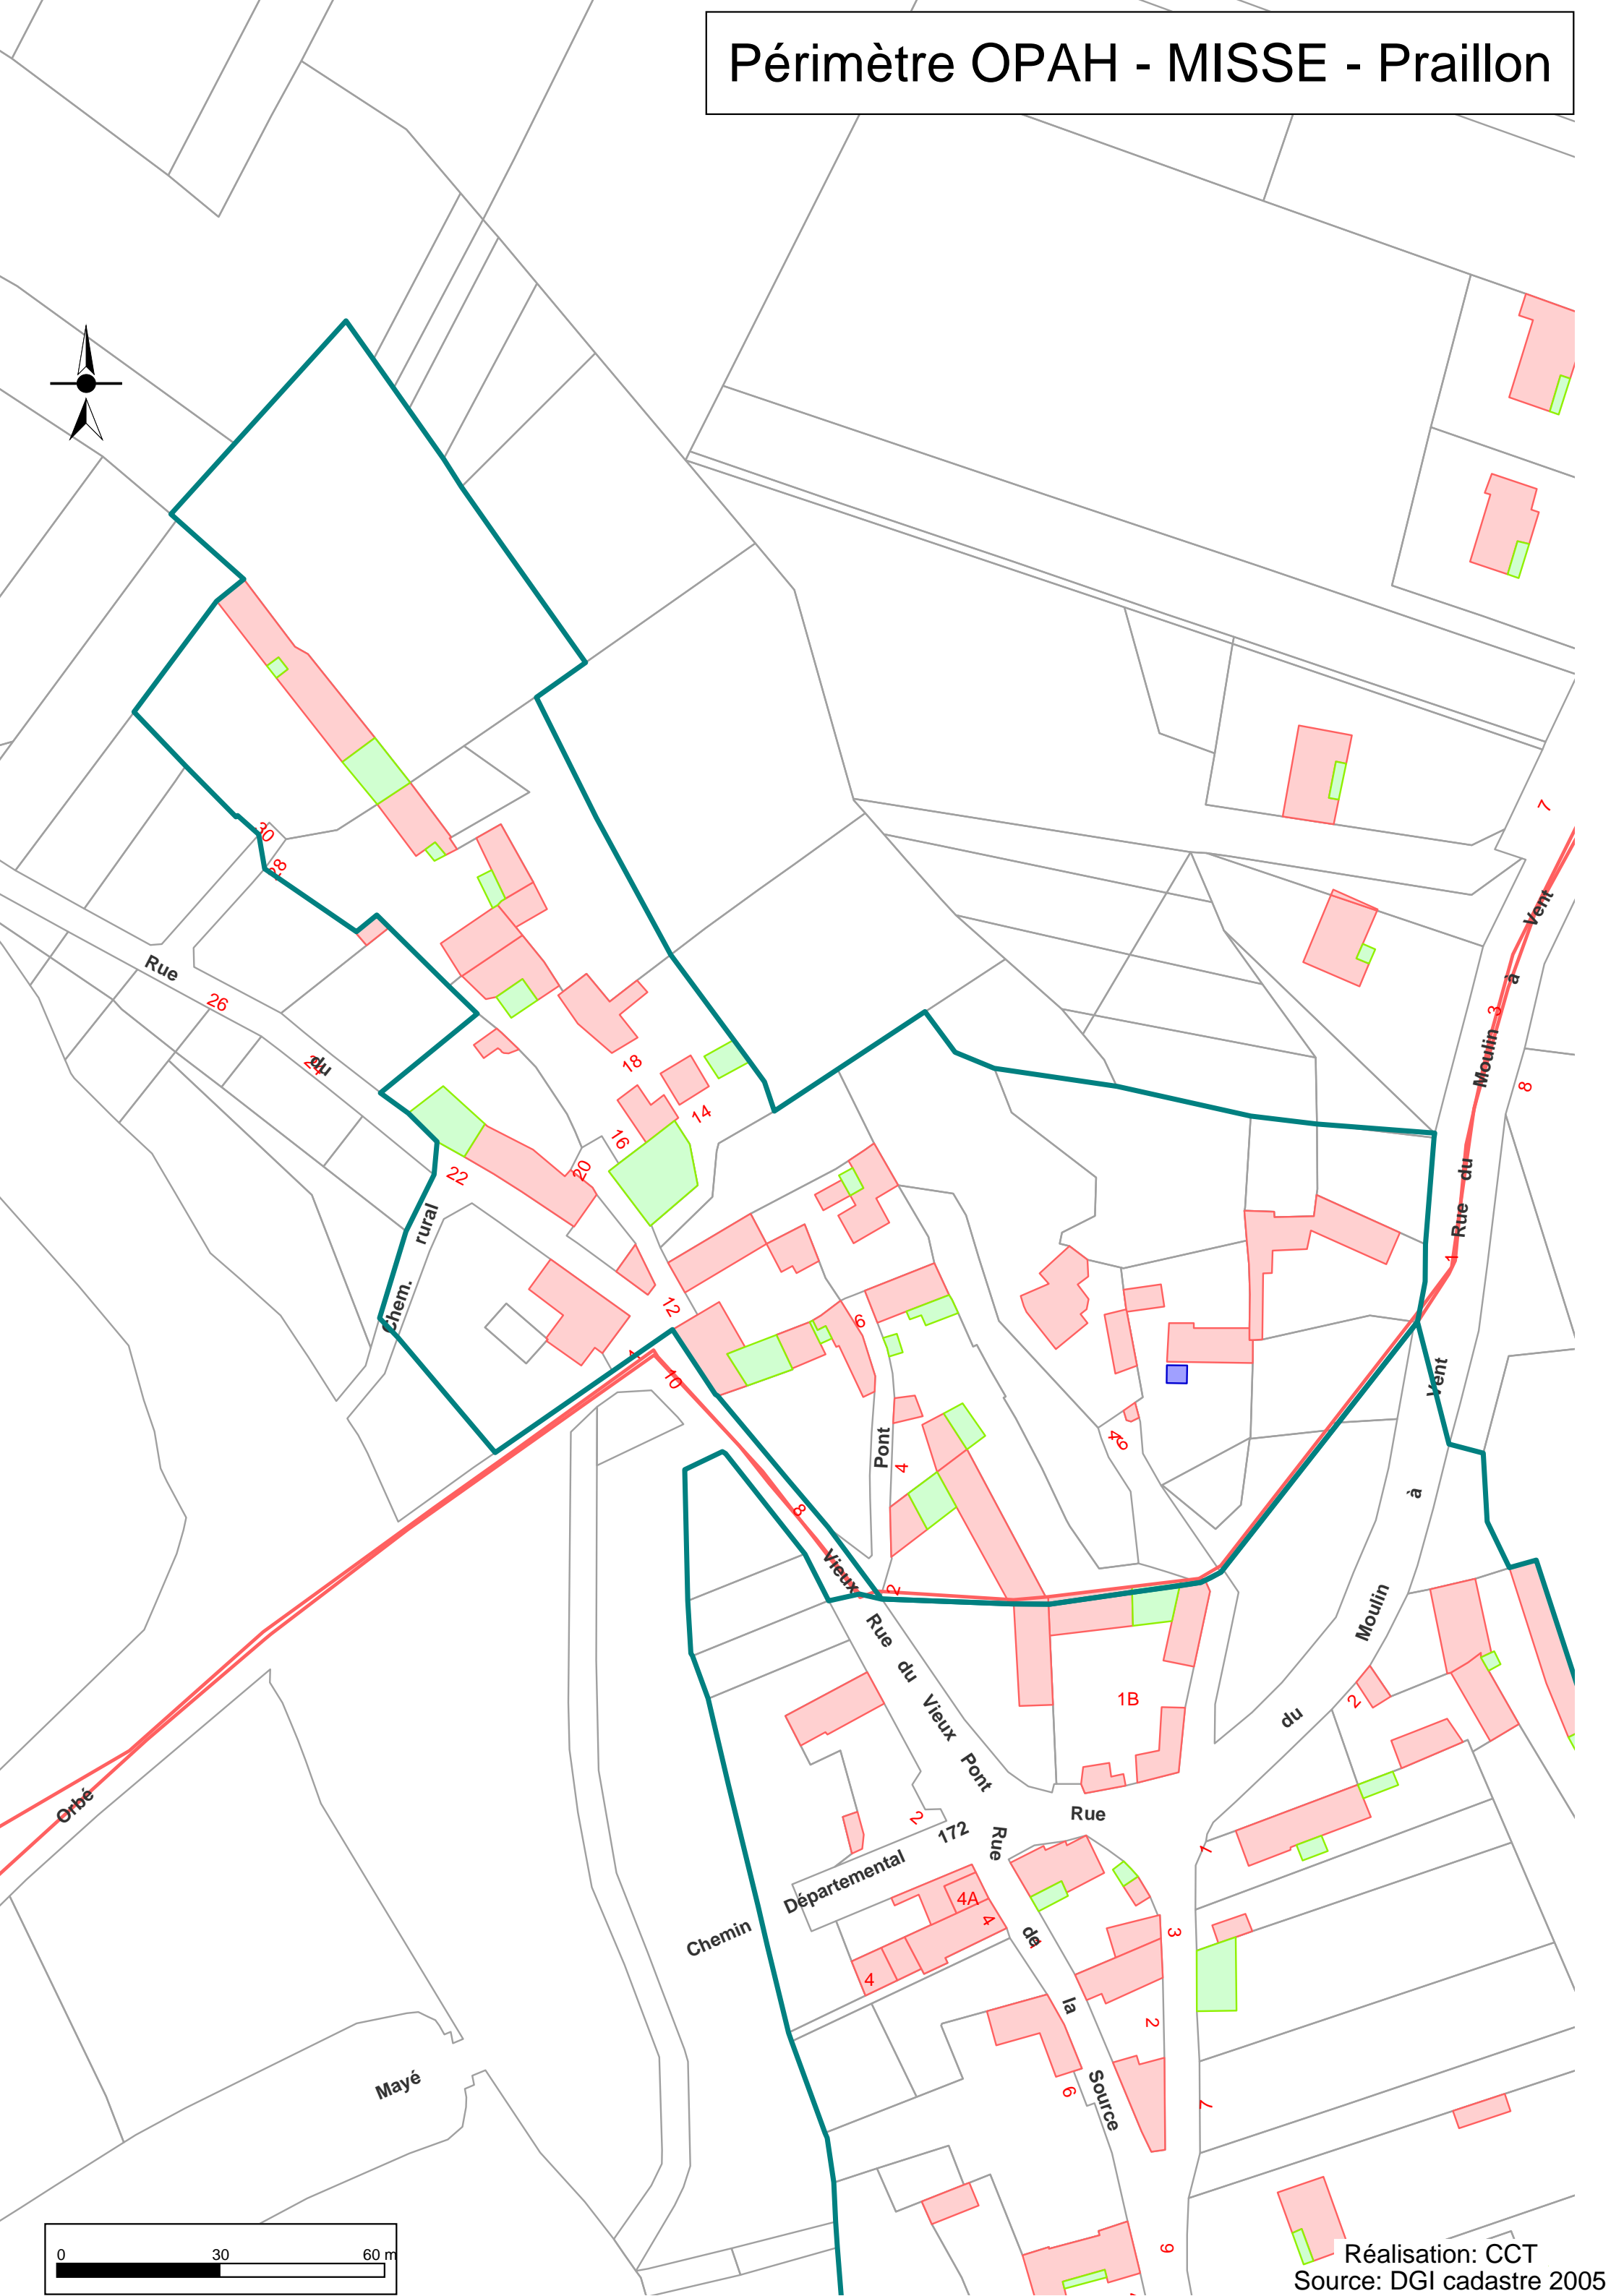 Périmètre OPAH - MISSE - Praillon
7
Vent
à
3
Moulin
8
du
Rue
1
30
28
Rue
26
24
du
18
14
16
20
22
rural
Chem.
12
6
1
10
Vent
Pont
4
46
à
8
Vieux
2
Rue
du
Vieux
Pont
Moulin
du
2
1B
Orbé
Rue
2
172
Rue
1
Départemental
Chemin
4A
4
4
de
3
la
2
6
Source
7
Mayé
9
0 30 60 m
Réalisation: CCT
Source: DGI cadastre 2005